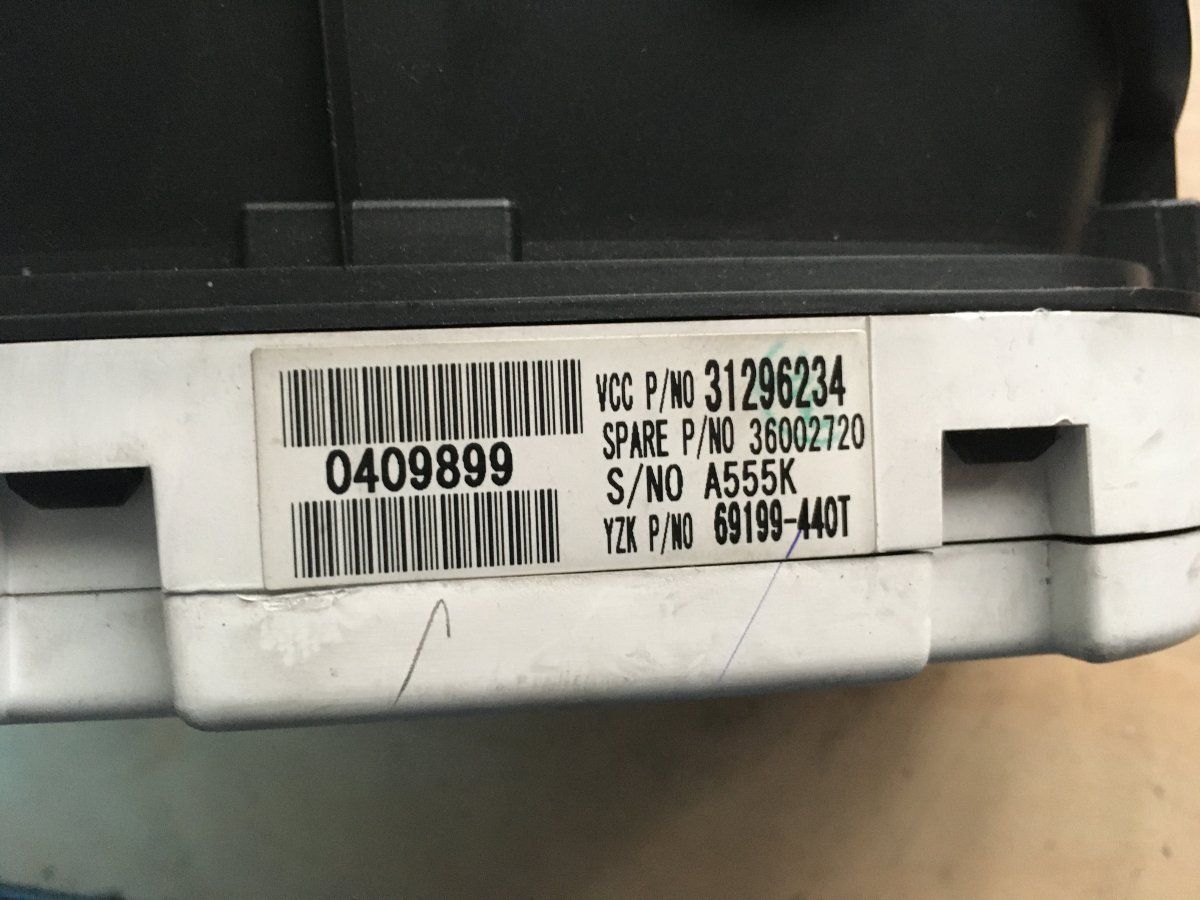 0409899
VCC P/NO 31296234
SPARE P/NO 36002720
S/NO A555K
YZK P/NO 69199-440T